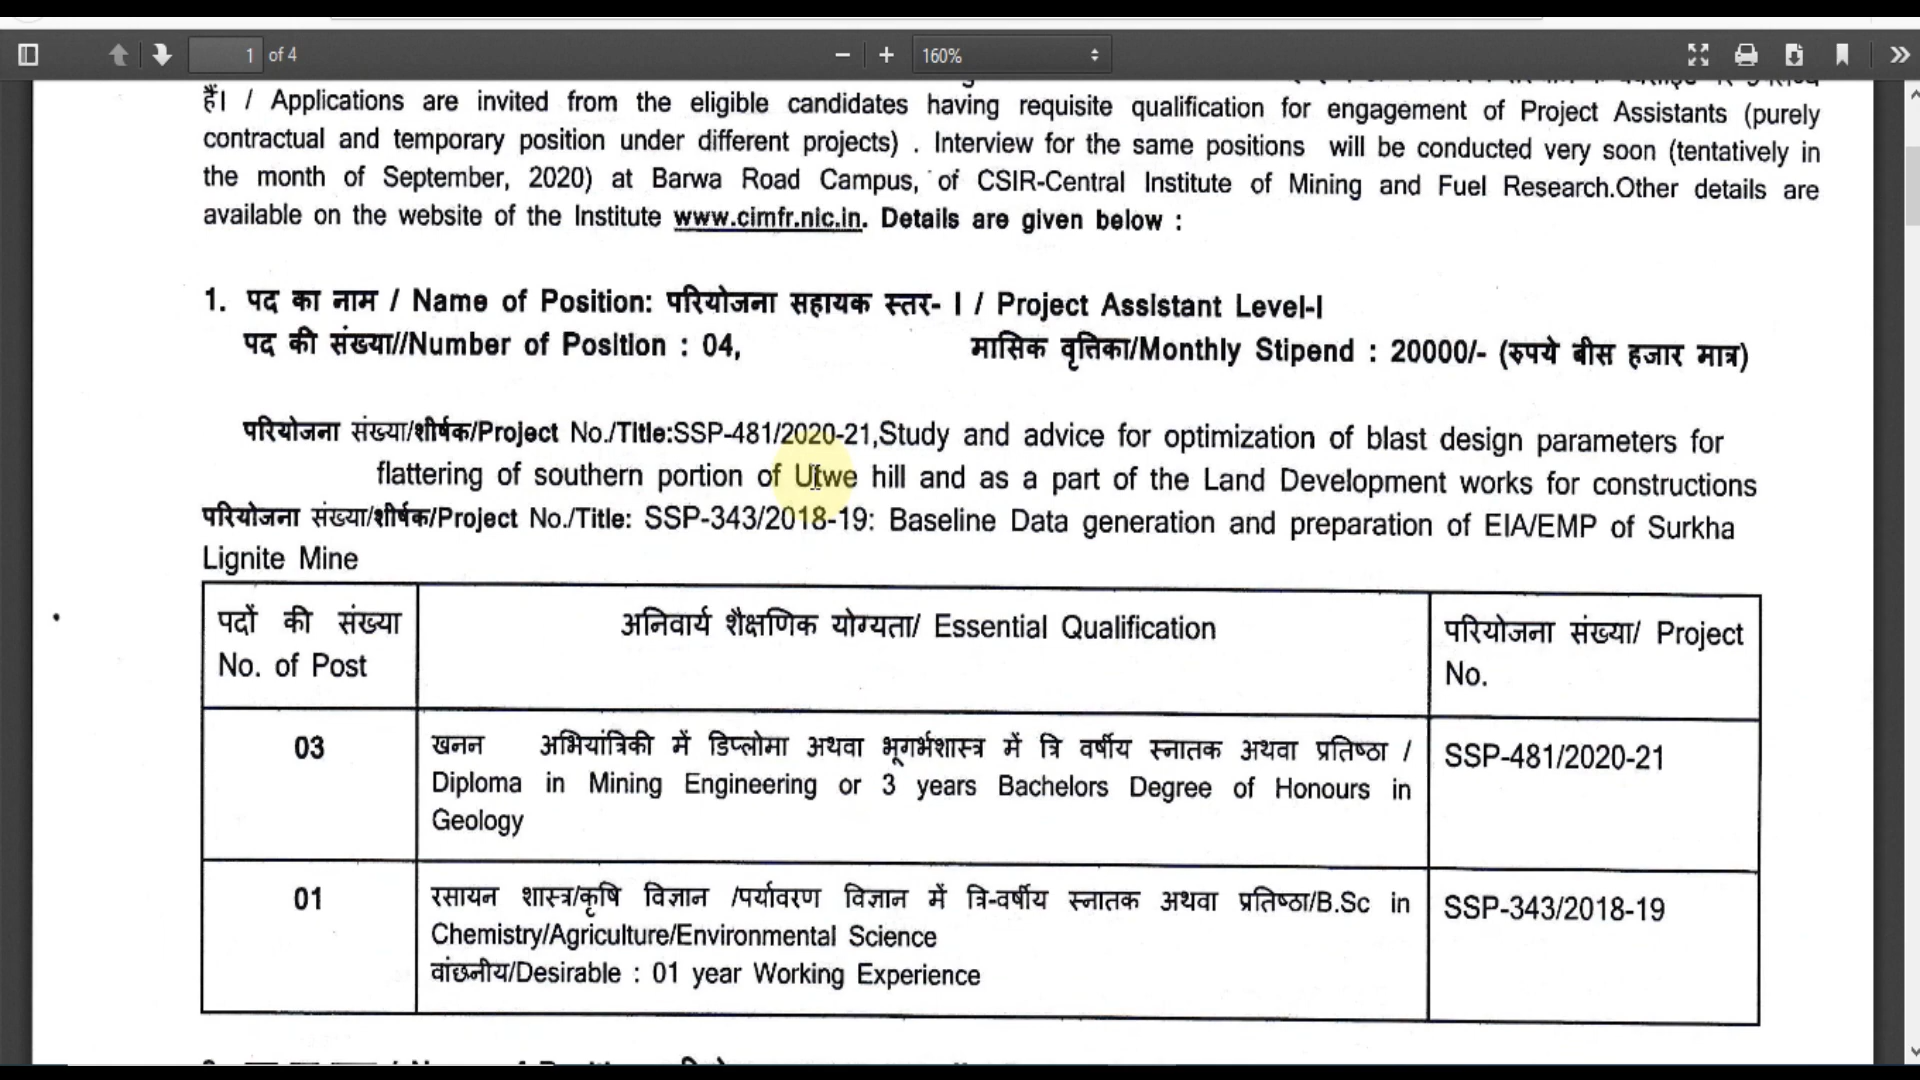 1 of 4
160%
हैं। / Applications are invited from the eligible candidates having requisite qualification for engagement of Project Assistants (purely
contractual and temporary position under different projects) . Interview for the same positions will be conducted very soon (tentatively in
the month of September, 2020) at Barwa Road Campus, of CSIR-Central Institute of Mining and Fuel Research.Other details are
available on the website of the Institute www.cimfr.nic.in. Details are given below :
1. पद का नाम / Name of Position: परियोजना सहायक स्तर- I / Project Assistant Level-I
पद की संख्या//Number of Position : 04, मासिक वृत्तिका/Monthly Stipend : 20000/- (रुपये बीस हजार मात्र)
परियोजना संख्या/शीर्षक/Project No./Title:SSP-481/2020-21,Study and advice for optimization of blast design parameters for
flattering of southern portion of Utwe hill and as a part of the Land Development works for constructions
परियोजना संख्या/शीर्षक/Project No./Title: SSP-343/2018-19: Baseline Data generation and preparation of EIA/EMP of Surkha
Lignite Mine
पदों की संख्या
No. of Post
अनिवार्य शैक्षणिक योग्यता/ Essential Qualification
परियोजना संख्या/ Project
No.
03
खनन अभियांत्रिकी में डिप्लोमा अथवा भूगर्भशास्त्र में त्रि वर्षीय स्नातक अथवा प्रतिष्ठा /
Diploma in Mining Engineering or 3 years Bachelors Degree of Honours in
Geology
SSP-481/2020-21
01
रसायन शास्त्र/कृषि विज्ञान /पर्यावरण विज्ञान में त्रि-वर्षीय स्नातक अथवा प्रतिष्ठा/B.Sc in
Chemistry/Agriculture/Environmental Science
वांछनीय/Desirable : 01 year Working Experience
SSP-343/2018-19